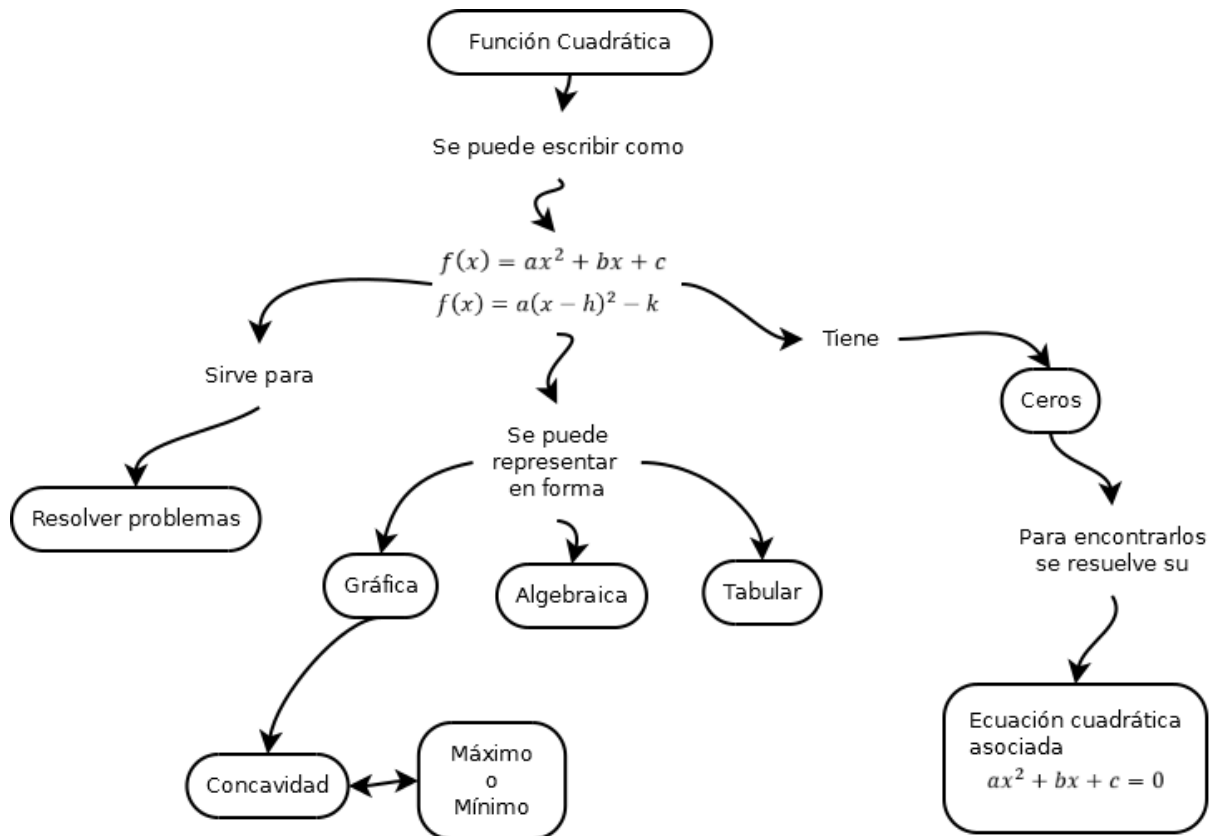 Función Cuadrática
Se puede escribir como
f(x) = ax² + bx + c
f(x) = a(x − h)² − k
Tiene
Sirve para
Ceros
Se puede
representar
en forma
Resolver problemas
Para encontrarlos
se resuelve su
Gráfica
Algebraica
Tabular
Ecuación cuadrática
asociada
ax² + bx + c = 0
Concavidad
Máximo
o
Mínimo